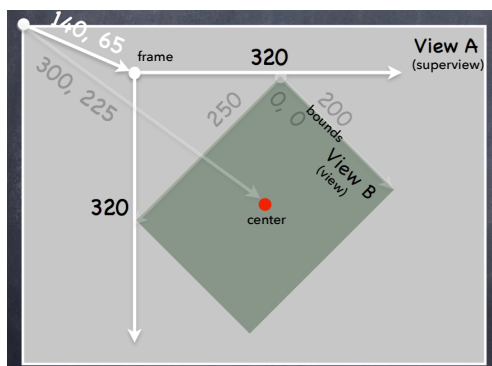 140, 65
frame
320
View A
(superview)
300, 225
250
0, 0
200
bounds
View B
(view)
320
center